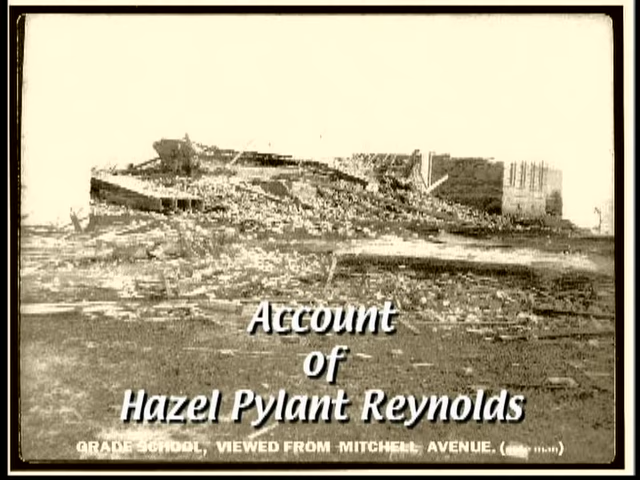 Account
of
Hazel Pylant Reynolds
GRADE SCHOOL, VIEWED FROM MITCHELL AVENUE. (